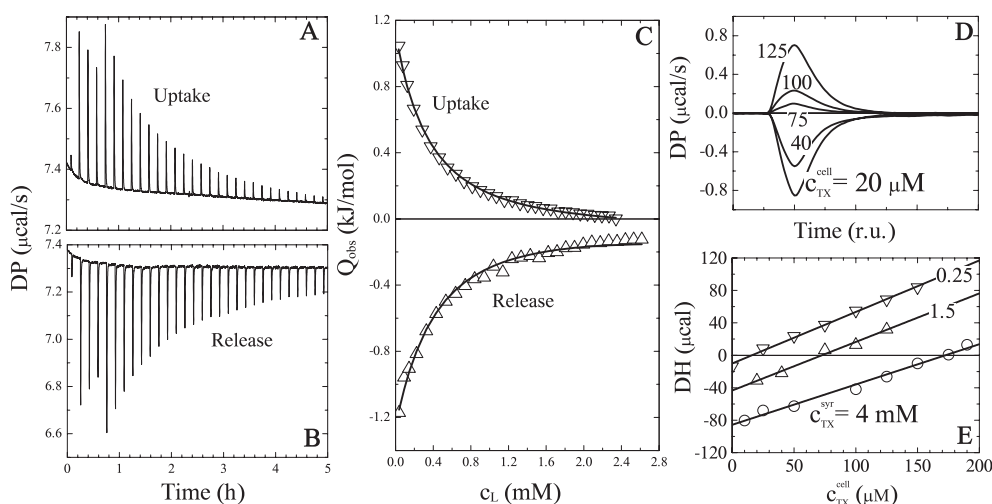 A
7.8
7.6
7.4
7.3
DP (μcal/s)
Uptake
B
7.4
7.2
7.0
6.8
6.6
Release
0 1 2 3 4 5
Time (h)
C
1.2
0.8
0.4
0.0
-0.4
-0.8
-1.2
Q_obs (kJ/mol)
Uptake
Release
0.0 0.4 0.8 1.2 1.6 2.0 2.4 2.8
c_L (mM)
D
0.8
0.4
0.0
-0.8
DP (μcal/s)
125
100
75
40
c_TX^cell = 20 μM
Time (r.u.)
120
80
40
0
-40
-80
-120
DH (μcal)
0.25
1.5
c_TX^syr = 4 mM
E
0 50 100 150 200
c_TX^cell (μM)